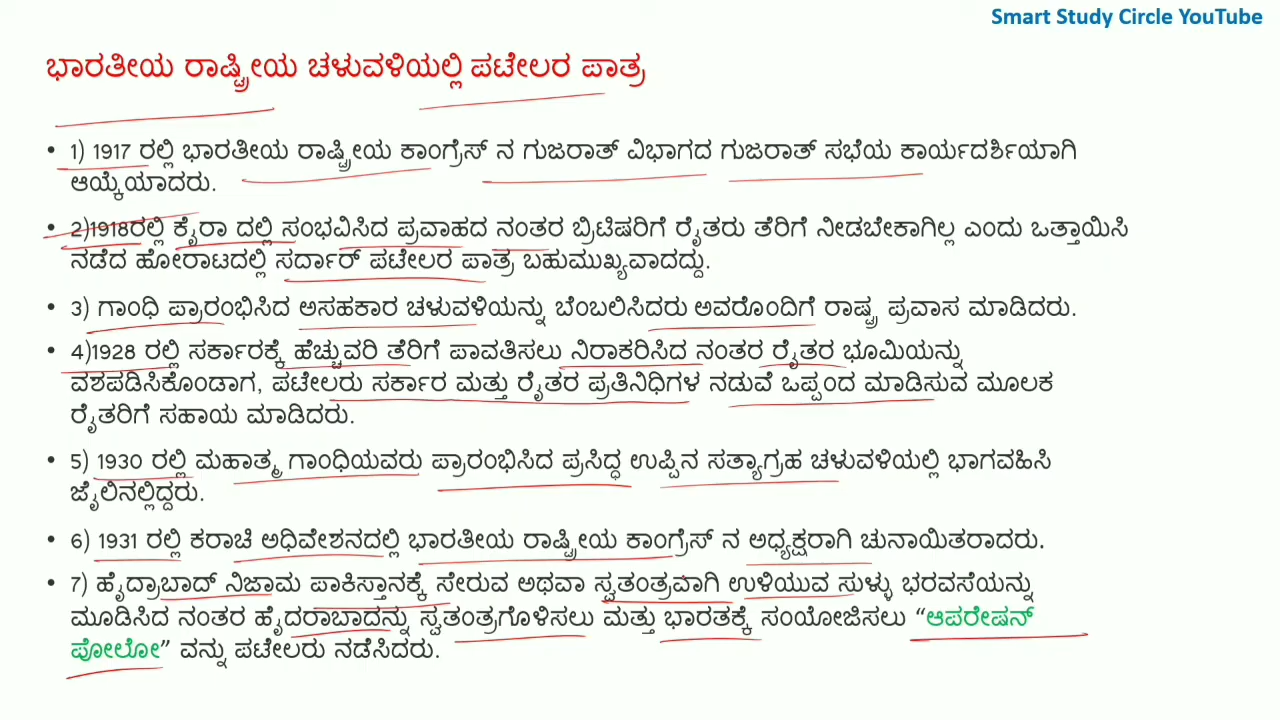 Smart Study Circle YouTube
ಭಾರತೀಯ ರಾಷ್ಟ್ರೀಯ ಚಳುವಳಿಯಲ್ಲಿ ಪಟೇಲರ ಪಾತ್ರ
• 1) 1917 ರಲ್ಲಿ ಭಾರತೀಯ ರಾಷ್ಟ್ರೀಯ ಕಾಂಗ್ರೆಸ್ ನ ಗುಜರಾತ್ ವಿಭಾಗದ ಗುಜರಾತ್ ಸಭೆಯ ಕಾರ್ಯದರ್ಶಿಯಾಗಿ
ಆಯ್ಕೆಯಾದರು.
• 2)1918ರಲ್ಲಿ ಕೈರಾ ದಲ್ಲಿ ಸಂಭವಿಸಿದ ಪ್ರವಾಹದ ನಂತರ ಬ್ರಿಟಿಷರಿಗೆ ರೈತರು ತೆರಿಗೆ ನೀಡಬೇಕಾಗಿಲ್ಲ ಎಂದು ಒತ್ತಾಯಿಸಿ
ನಡೆದ ಹೋರಾಟದಲ್ಲಿ ಸರ್ದಾರ್ ಪಟೇಲರ ಪಾತ್ರ ಬಹುಮುಖ್ಯವಾದದ್ದು.
• 3) ಗಾಂಧಿ ಪ್ರಾರಂಭಿಸಿದ ಅಸಹಕಾರ ಚಳುವಳಿಯನ್ನು ಬೆಂಬಲಿಸಿದರು ಅವರೊಂದಿಗೆ ರಾಷ್ಟ್ರ ಪ್ರವಾಸ ಮಾಡಿದರು.
• 4)1928 ರಲ್ಲಿ ಸರ್ಕಾರಕ್ಕೆ ಹೆಚ್ಚುವರಿ ತೆರಿಗೆ ಪಾವತಿಸಲು ನಿರಾಕರಿಸಿದ ನಂತರ ರೈತರ ಭೂಮಿಯನ್ನು
ವಶಪಡಿಸಿಕೊಂಡಾಗ, ಪಟೇಲರು ಸರ್ಕಾರ ಮತ್ತು ರೈತರ ಪ್ರತಿನಿಧಿಗಳ ನಡುವೆ ಒಪ್ಪಂದ ಮಾಡಿಸುವ ಮೂಲಕ
ರೈತರಿಗೆ ಸಹಾಯ ಮಾಡಿದರು.
• 5) 1930 ರಲ್ಲಿ ಮಹಾತ್ಮ ಗಾಂಧಿಯವರು ಪ್ರಾರಂಭಿಸಿದ ಪ್ರಸಿದ್ಧ ಉಪ್ಪಿನ ಸತ್ಯಾಗ್ರಹ ಚಳುವಳಿಯಲ್ಲಿ ಭಾಗವಹಿಸಿ
ಜೈಲಿನಲ್ಲಿದ್ದರು.
• 6) 1931 ರಲ್ಲಿ ಕರಾಚಿ ಅಧಿವೇಶನದಲ್ಲಿ ಭಾರತೀಯ ರಾಷ್ಟ್ರೀಯ ಕಾಂಗ್ರೆಸ್ ನ ಅಧ್ಯಕ್ಷರಾಗಿ ಚುನಾಯಿತರಾದರು.
• 7) ಹೈದ್ರಾಬಾದ್ ನಿಜಾಮ ಪಾಕಿಸ್ತಾನಕ್ಕೆ ಸೇರುವ ಅಥವಾ ಸ್ವತಂತ್ರವಾಗಿ ಉಳಿಯುವ ಸುಳ್ಳು ಭರವಸೆಯನ್ನು
ಮೂಡಿಸಿದ ನಂತರ ಹೈದರಾಬಾದನ್ನು ಸ್ವತಂತ್ರಗೊಳಿಸಲು ಮತ್ತು ಭಾರತಕ್ಕೆ ಸಂಯೋಜಿಸಲು “ಆಪರೇಷನ್
ಪೋಲೋ” ವನ್ನು ಪಟೇಲರು ನಡೆಸಿದರು.